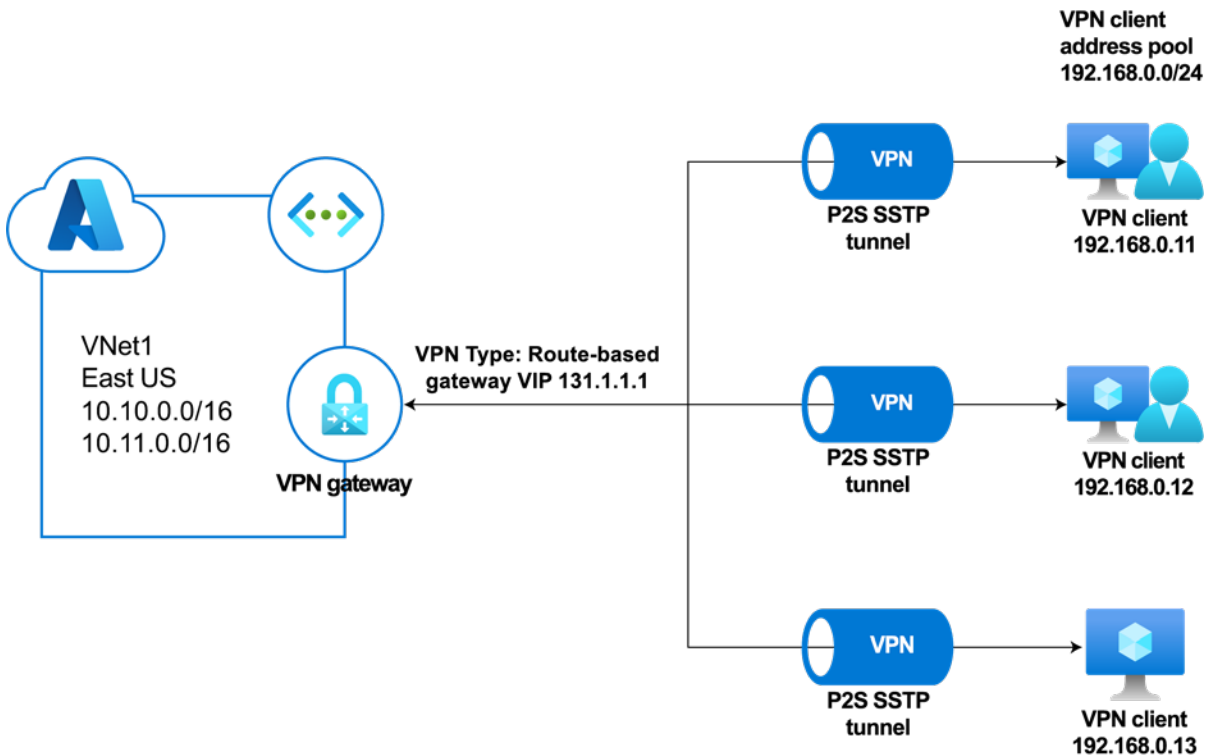 VPN client
address pool
192.168.0.0/24
VPN
P2S SSTP
tunnel
VPN client
192.168.0.11
VNet1
East US
10.10.0.0/16
10.11.0.0/16
VPN gateway
VPN Type: Route-based
gateway VIP 131.1.1.1
VPN
P2S SSTP
tunnel
VPN client
192.168.0.12
VPN
P2S SSTP
tunnel
VPN client
192.168.0.13